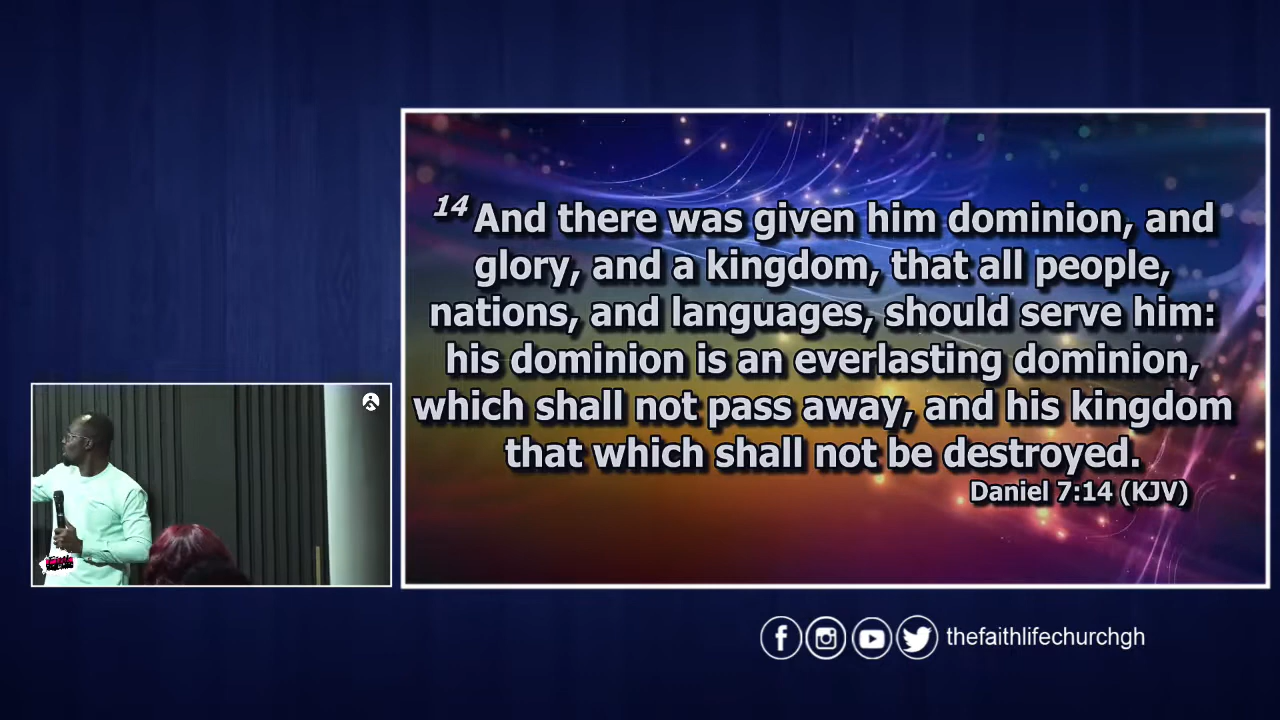 14 And there was given him dominion, and
glory, and a kingdom, that all people,
nations, and languages, should serve him:
his dominion is an everlasting dominion,
which shall not pass away, and his kingdom
that which shall not be destroyed.
Daniel 7:14 (KJV)
thefaithlifechurchgh